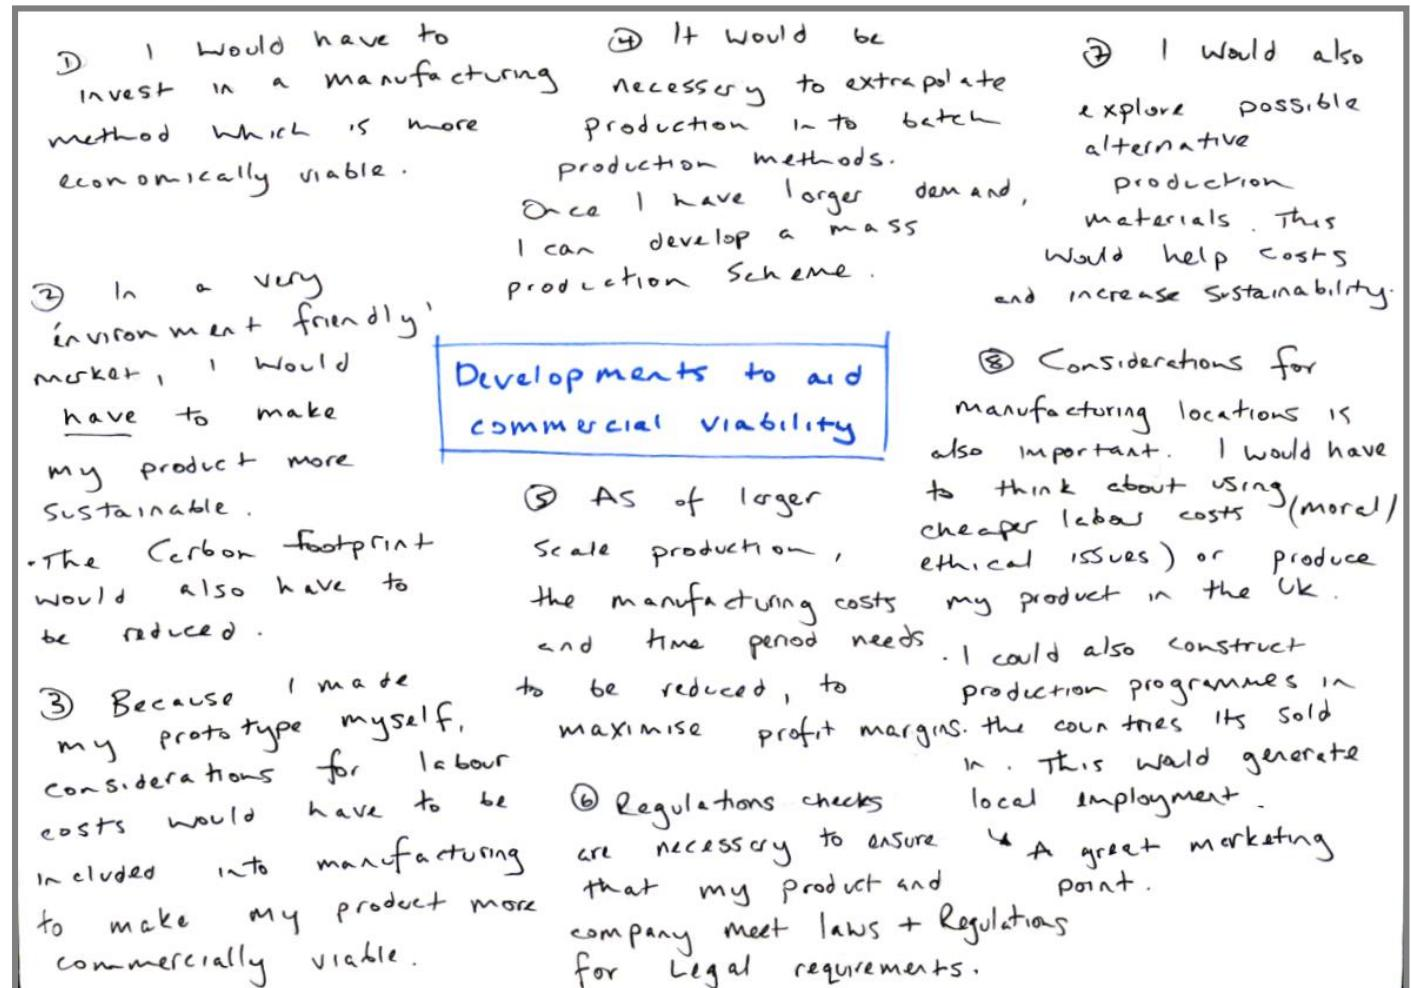 ① I would have to
invest in a manufacturing
method which is more
economically viable.
② In a very
'environment friendly'
market, I would
have to make
my product more
sustainable.
• The Carbon footprint
would also have to
be reduced.
③ Because I made
my prototype myself,
considerations for labour
costs would have to be
included into manufacturing
to make my product more
commercially viable.
④ It would be
necessary to extrapolate
production in to batch
production methods.
Once I have larger demand,
I can develop a mass
production scheme.
Developments to aid
commercial viability
⑤ As of larger
scale production,
the manufacturing costs
and time period needs
to be reduced, to
maximise profit margins.
⑥ Regulations checks
are necessary to ensure
that my product and
company meet laws + Regulations
for Legal requirements.
⑦ I would also
explore possible
alternative
production
materials. This
would help costs
and increase sustainability.
⑧ Considerations for
manufacturing locations is
also important. I would have
to think about using
cheaper labour costs (moral/
ethical issues) or produce
my product in the UK.
• I could also construct
production programmes in
the countries its sold
in. This would generate
local employment.
↳ A great marketing
point.